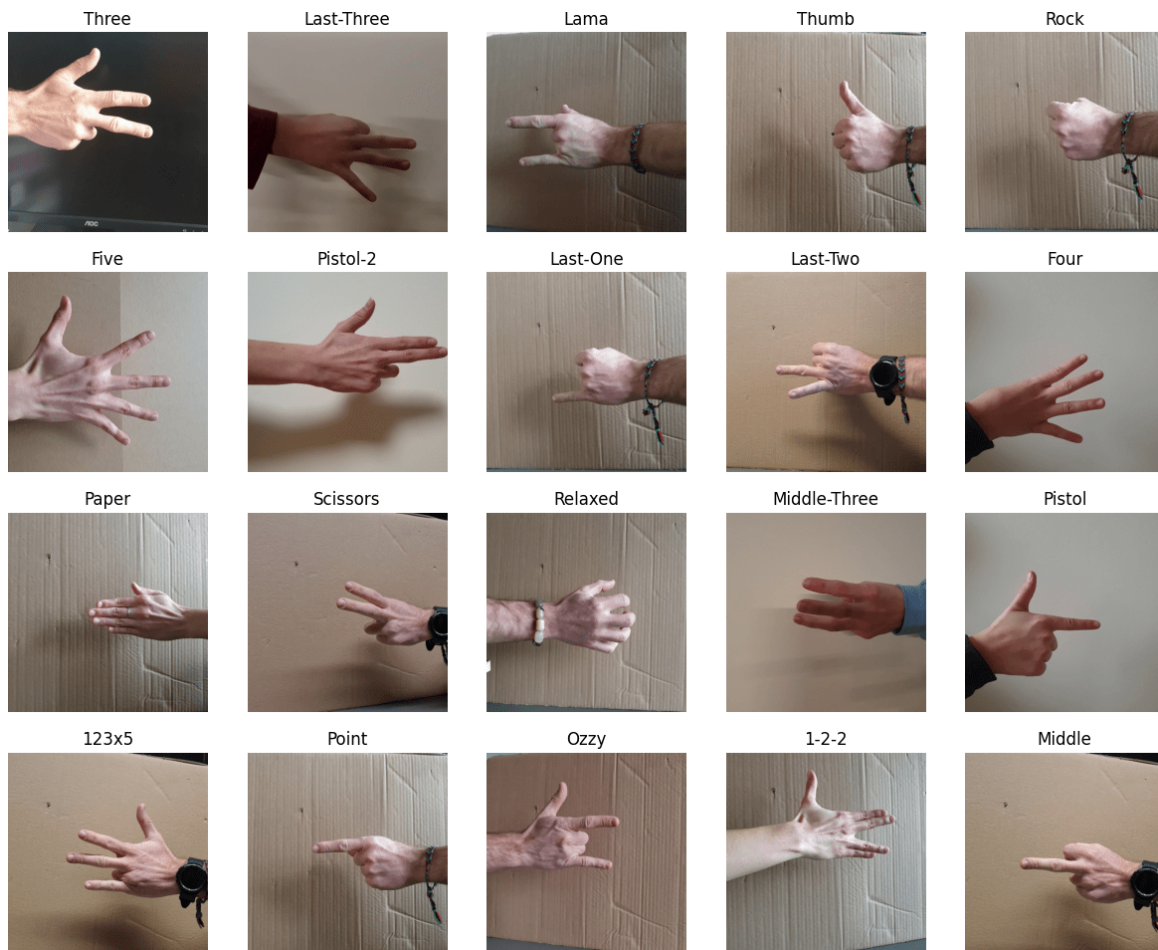 Three
Last-Three
Lama
Thumb
Rock
AOC
Five
Pistol-2
Last-One
Last-Two
Four
Paper
Scissors
Relaxed
Middle-Three
Pistol
123x5
Point
Ozzy
1-2-2
Middle